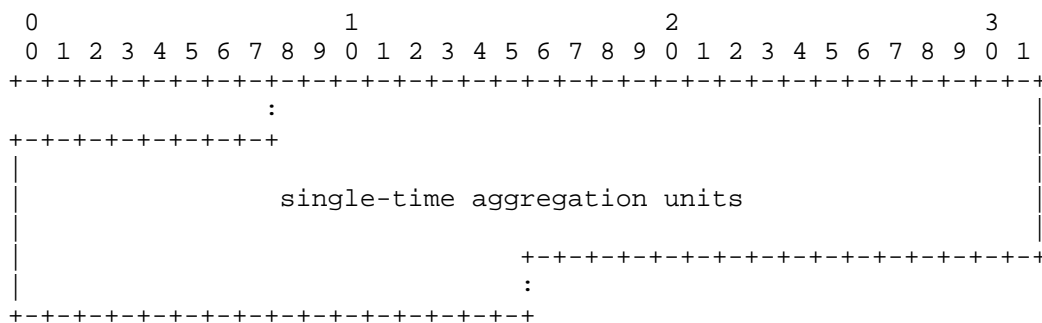 0                   1                   2                   3
0 1 2 3 4 5 6 7 8 9 0 1 2 3 4 5 6 7 8 9 0 1 2 3 4 5 6 7 8 9 0 1
+-+-+-+-+-+-+-+-+-+-+-+-+-+-+-+-+-+-+-+-+-+-+-+-+-+-+-+-+-+-+-+-+
                :                                               |
+-+-+-+-+-+-+-+-+                                               |
|                                                               |
|                single-time aggregation units                  |
|                                                               |
|                               +-+-+-+-+-+-+-+-+-+-+-+-+-+-+-+-+
|                               :
+-+-+-+-+-+-+-+-+-+-+-+-+-+-+-+-+